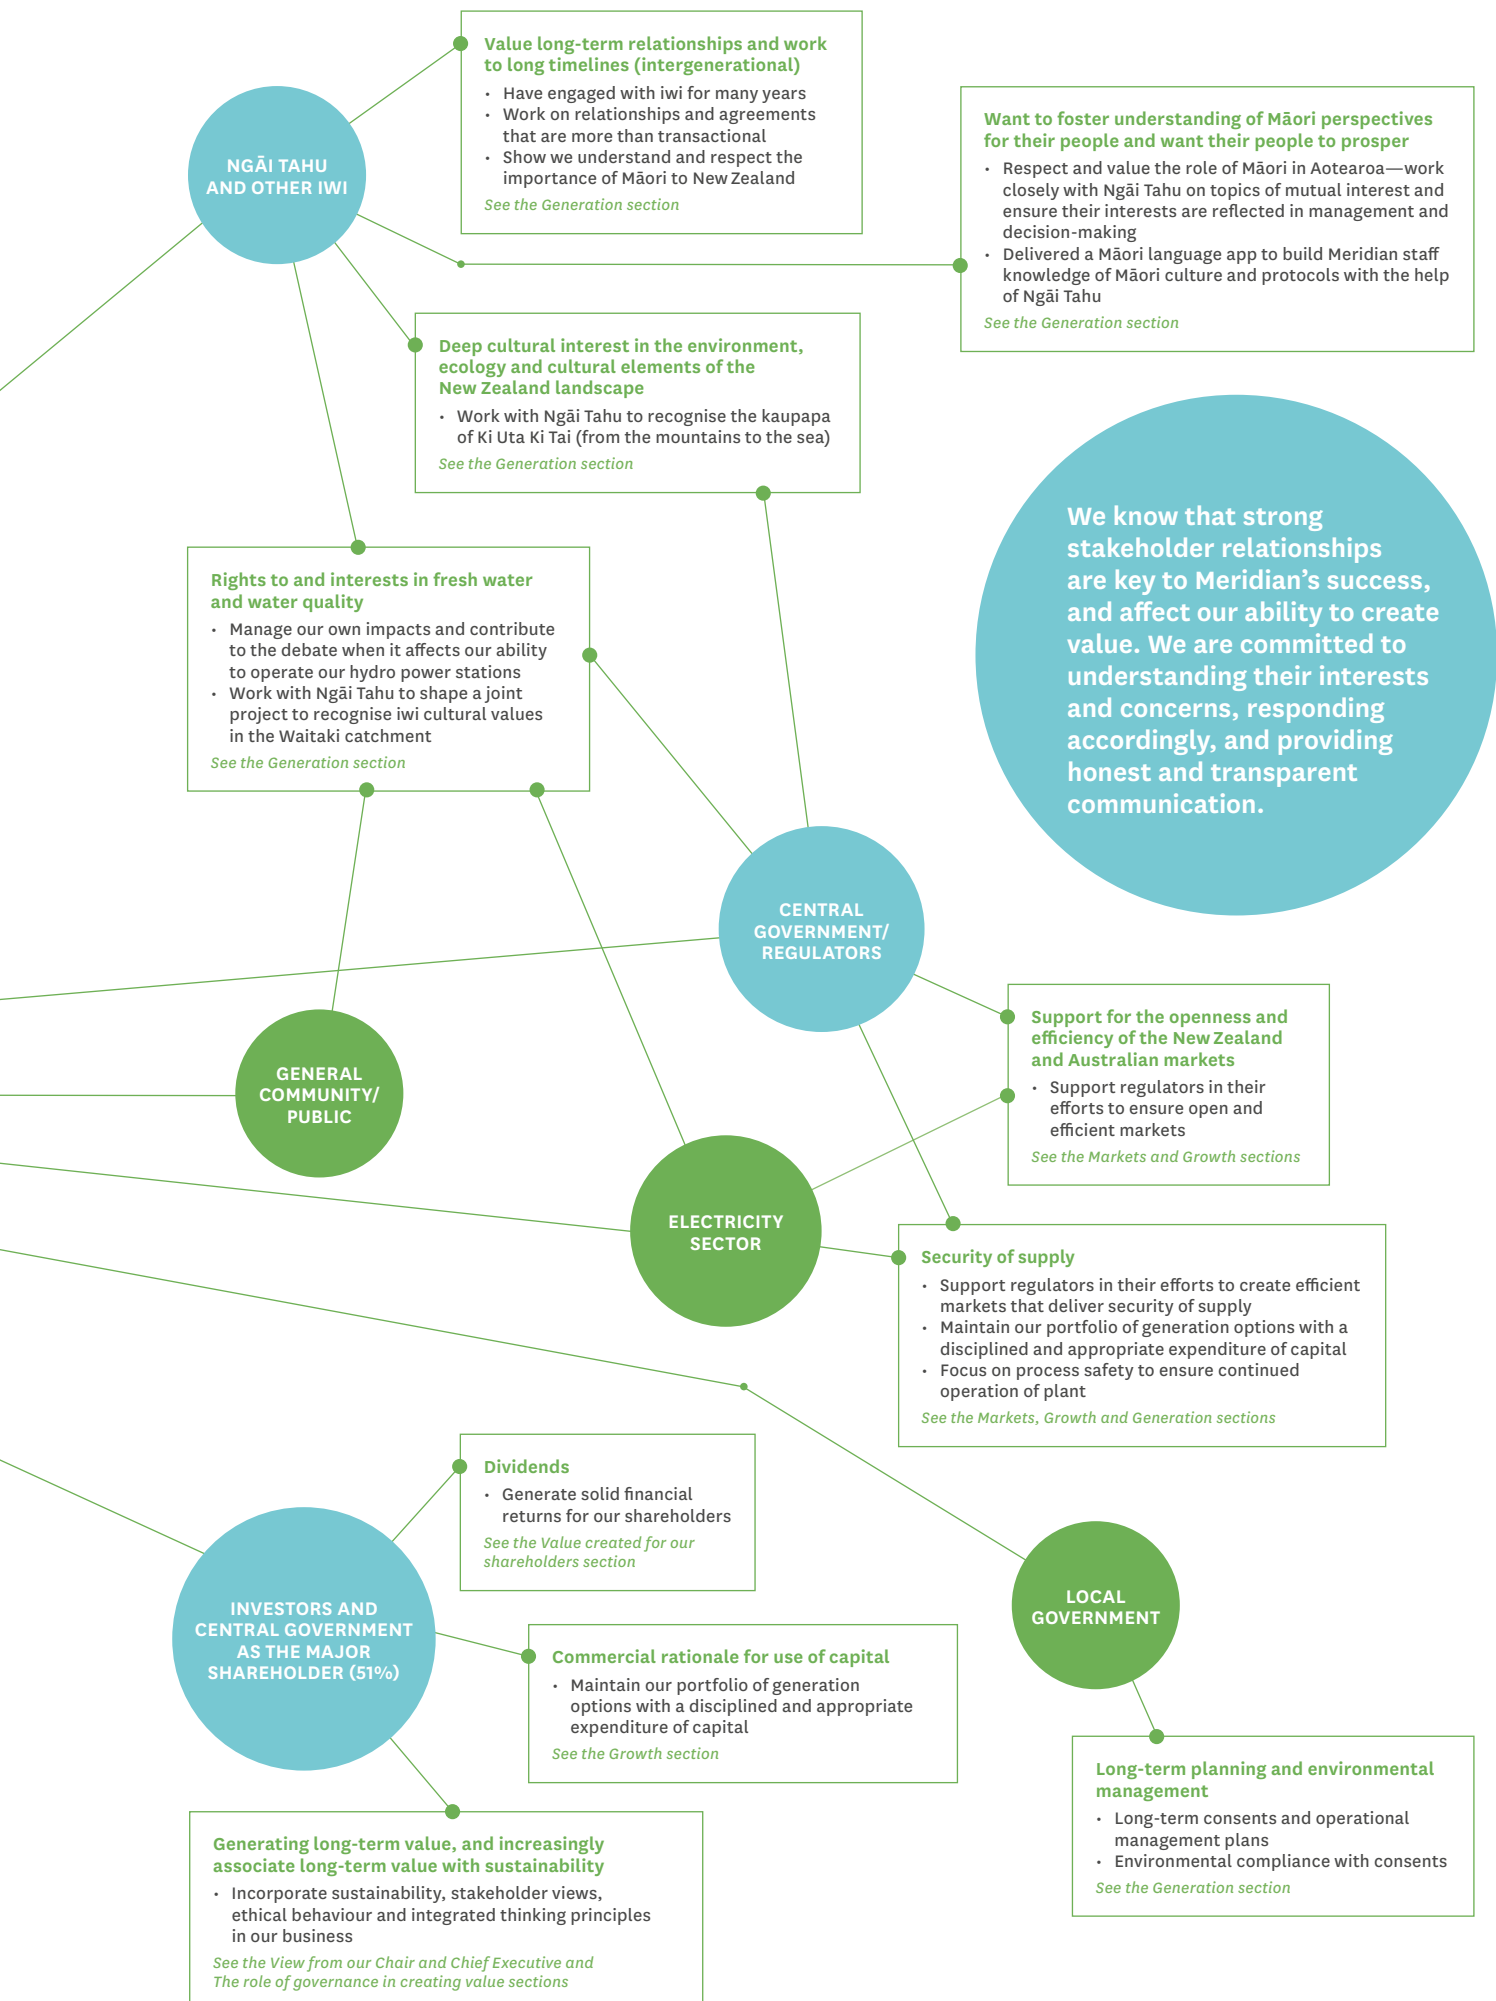 Value long-term relationships and work
to long timelines (intergenerational)
• Have engaged with iwi for many years
• Work on relationships and agreements
that are more than transactional
• Show we understand and respect the
importance of Māori to New Zealand
See the Generation section
NGĀI TAHU
AND OTHER IWI
Want to foster understanding of Māori perspectives
for their people and want their people to prosper
• Respect and value the role of Māori in Aotearoa—work
closely with Ngāi Tahu on topics of mutual interest and
ensure their interests are reflected in management and
decision-making
• Delivered a Māori language app to build Meridian staff
knowledge of Māori culture and protocols with the help
of Ngāi Tahu
See the Generation section
Deep cultural interest in the environment,
ecology and cultural elements of the
New Zealand landscape
• Work with Ngāi Tahu to recognise the kaupapa
of Ki Uta Ki Tai (from the mountains to the sea)
See the Generation section
We know that strong
stakeholder relationships
are key to Meridian's success,
and affect our ability to create
value. We are committed to
understanding their interests
and concerns, responding
accordingly, and providing
honest and transparent
communication.
Rights to and interests in fresh water
and water quality
• Manage our own impacts and contribute
to the debate when it affects our ability
to operate our hydro power stations
• Work with Ngāi Tahu to shape a joint
project to recognise iwi cultural values
in the Waitaki catchment
See the Generation section
CENTRAL
GOVERNMENT/
REGULATORS
GENERAL
COMMUNITY/
PUBLIC
Support for the openness and
efficiency of the New Zealand
and Australian markets
• Support regulators in their
efforts to ensure open and
efficient markets
See the Markets and Growth sections
ELECTRICITY
SECTOR
Security of supply
• Support regulators in their efforts to create efficient
markets that deliver security of supply
• Maintain our portfolio of generation options with a
disciplined and appropriate expenditure of capital
• Focus on process safety to ensure continued
operation of plant
See the Markets, Growth and Generation sections
Dividends
• Generate solid financial
returns for our shareholders
See the Value created for our
shareholders section
INVESTORS AND
CENTRAL GOVERNMENT
AS THE MAJOR
SHAREHOLDER (51%)
LOCAL
GOVERNMENT
Commercial rationale for use of capital
• Maintain our portfolio of generation
options with a disciplined and appropriate
expenditure of capital
See the Growth section
Long-term planning and environmental
management
• Long-term consents and operational
management plans
• Environmental compliance with consents
See the Generation section
Generating long-term value, and increasingly
associate long-term value with sustainability
• Incorporate sustainability, stakeholder views,
ethical behaviour and integrated thinking principles
in our business
See the View from our Chair and Chief Executive and
The role of governance in creating value sections